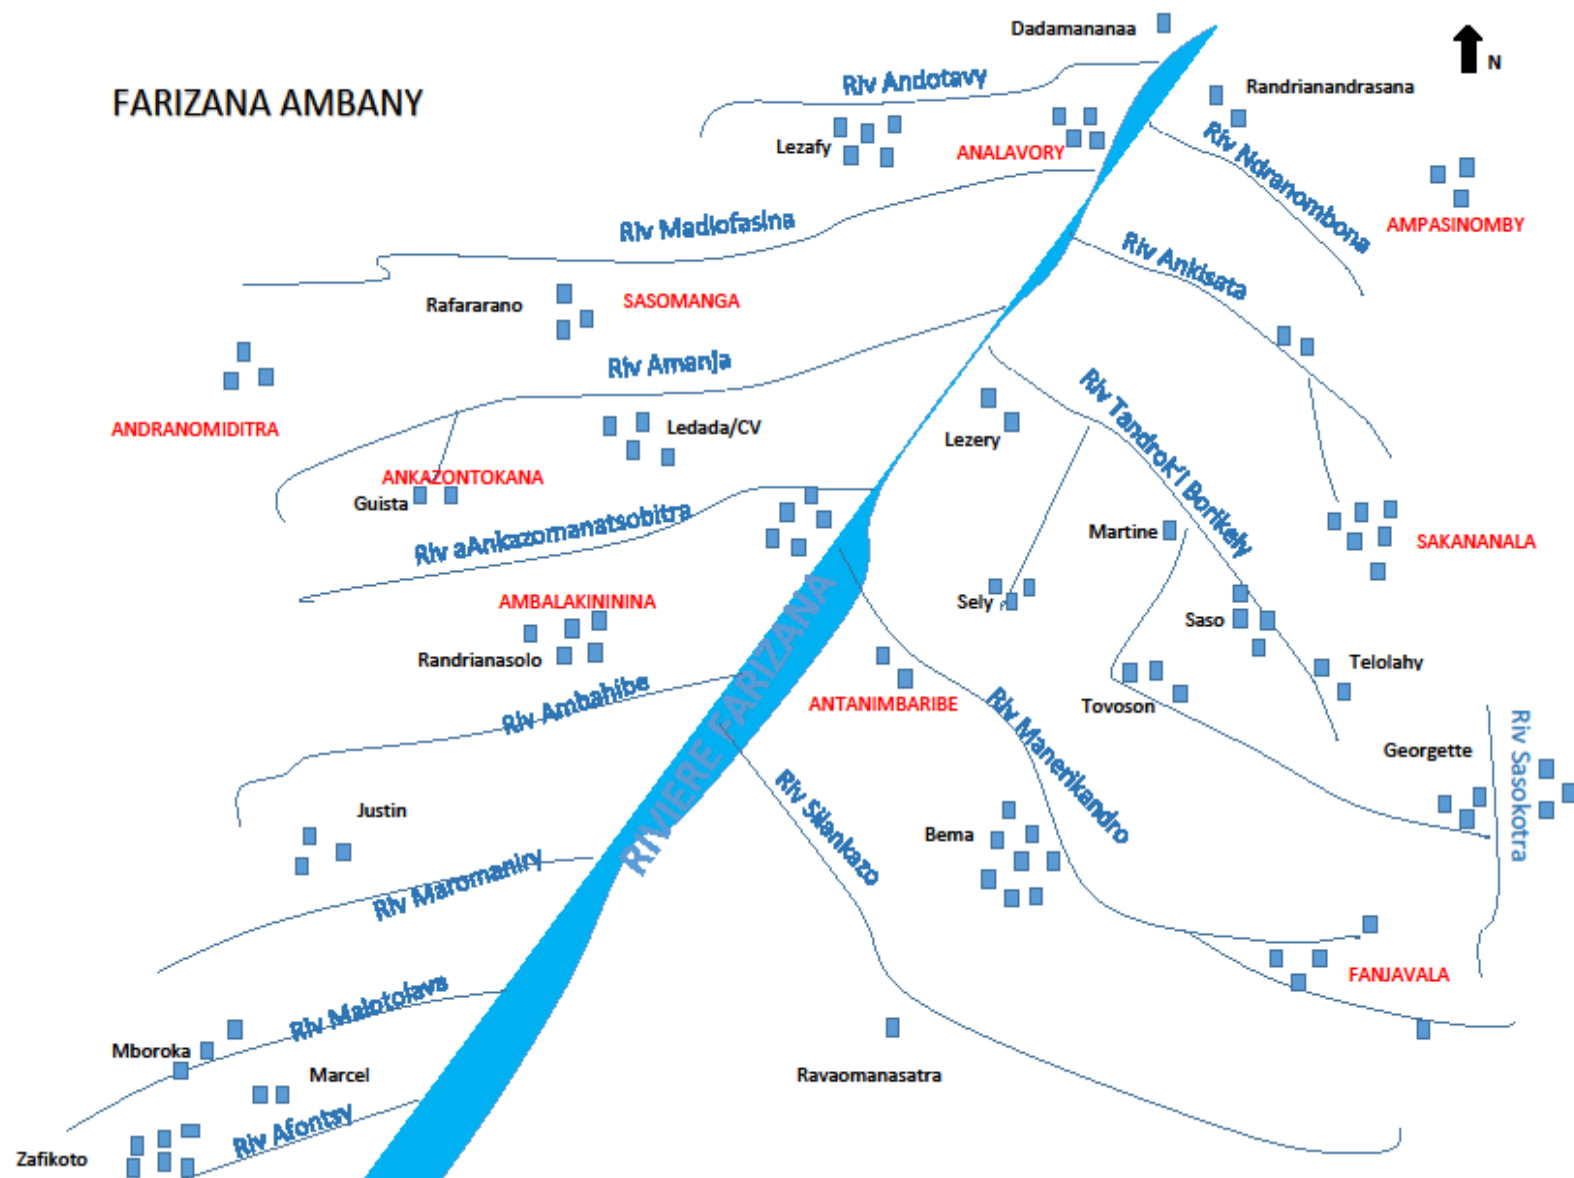 Dadamananaa
N
Riv Andotavy
Randrianandrasana
FARIZANA AMBANY
Lezafy
ANALAVORY
Riv Ndranombona
AMPASINOMBY
Riv Madiofasina
Riv Ankisata
Rafararano
SASOMANGA
Riv Amanja
ANDRANOMIDITRA
Ledada/CV
Lezery
Riv Tandrok'i Borikely
ANKAZONTOKANA
Guista
Riv aAnkazomanatsobitra
Martine
SAKANANALA
AMBALAKINININA
Sely
Saso
Randrianasolo
Telolahy
RIVIERE FARIZANA
ANTANIMBARIBE
Tovoson
Riv Ambahibe
Riv Manerikandro
Georgette
Riv Sasokotra
Justin
Riv Silankazo
Bema
Riv Maromaniry
FANJAVALA
Riv Malotolava
Mboroka
Marcel
Ravaomanasatra
Riv Afontsy
Zafikoto